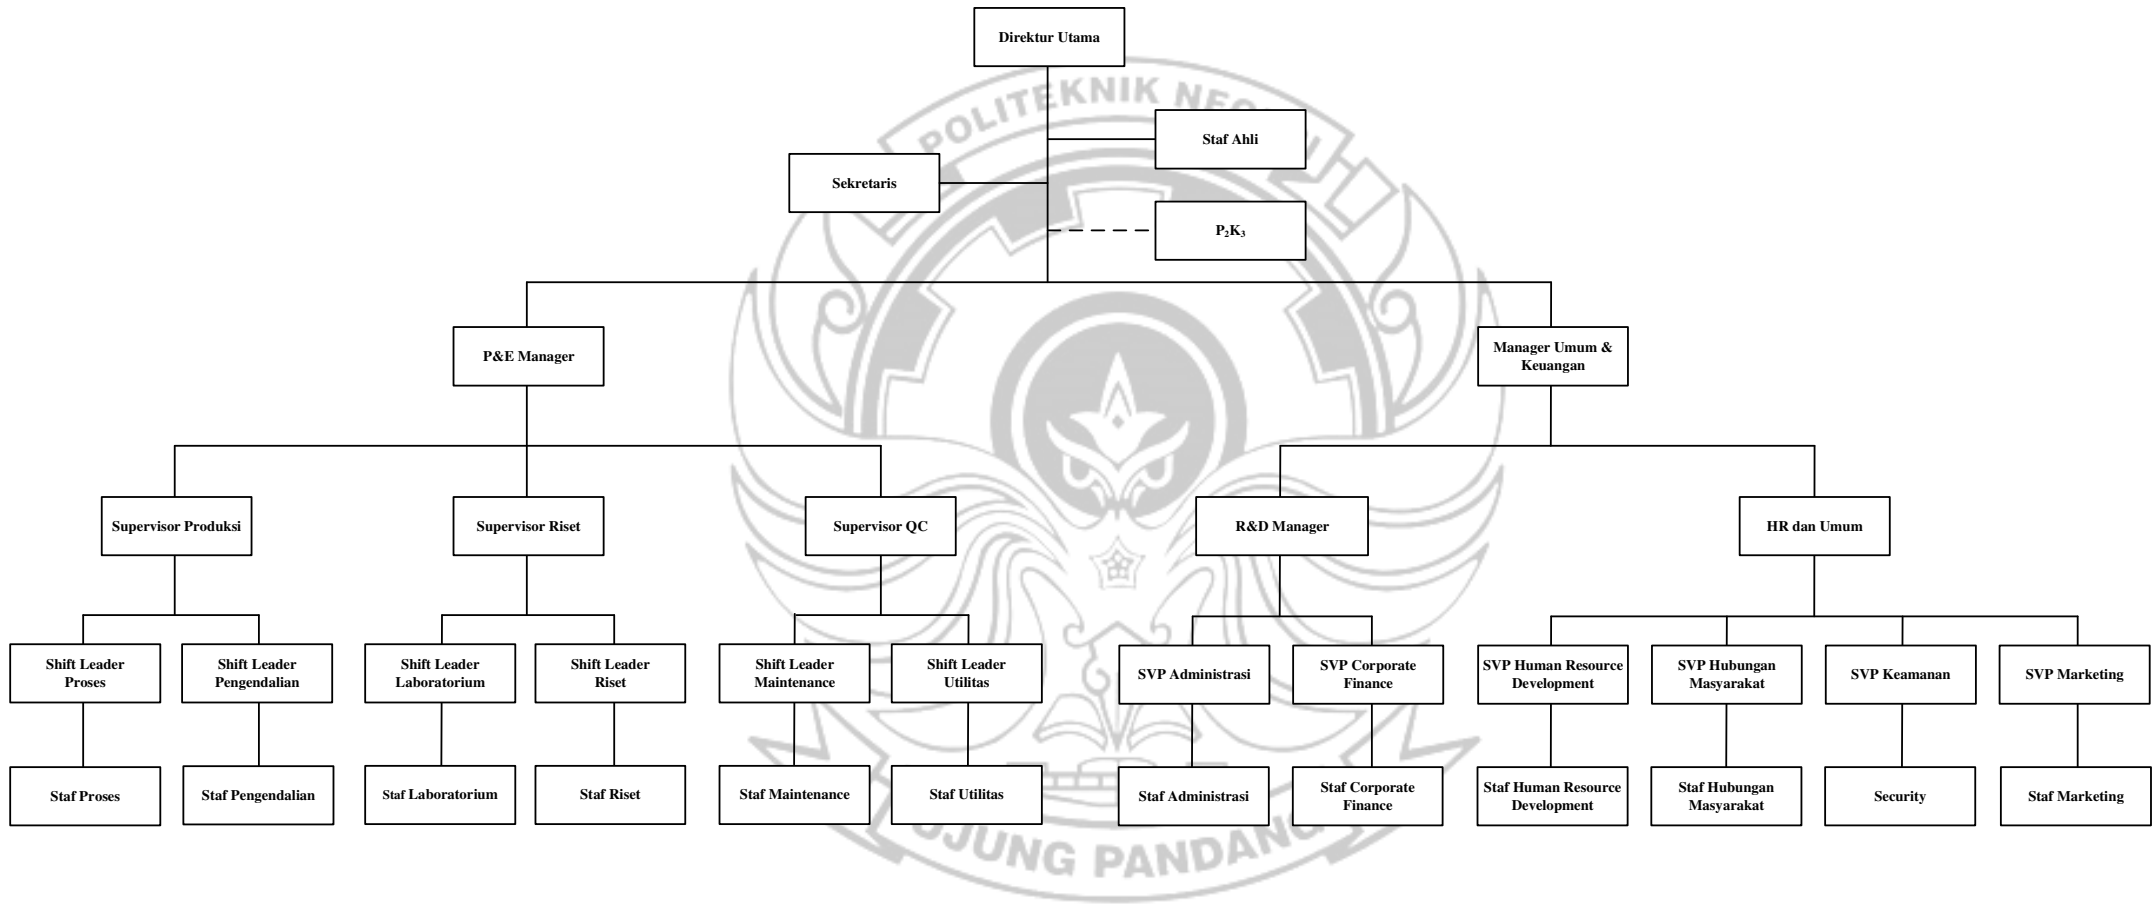 Direktur Utama
POLITEKNIK
Staf Ahli
Sekretaris
P₂K₃
P&E Manager
Manager Umum &
Keuangan
Supervisor Produksi
Supervisor Riset
Supervisor QC
R&D Manager
HR dan Umum
Shift Leader
Proses
Shift Leader
Pengendalian
Shift Leader
Laboratorium
Shift Leader
Riset
Shift Leader
Maintenance
Shift Leader
Utilitas
SVP Administrasi
SVP Corporate
Finance
SVP Human Resource
Development
SVP Hubungan
Masyarakat
SVP Keamanan
SVP Marketing
Staf Proses
Staf Pengendalian
Staf Laboratorium
Staf Riset
Staf Maintenance
Staf Utilitas
Staf Administrasi
Staf Corporate
Finance
Staf Human Resource
Development
Staf Hubungan
Masyarakat
Security
Staf Marketing
UJUNG PANDANG